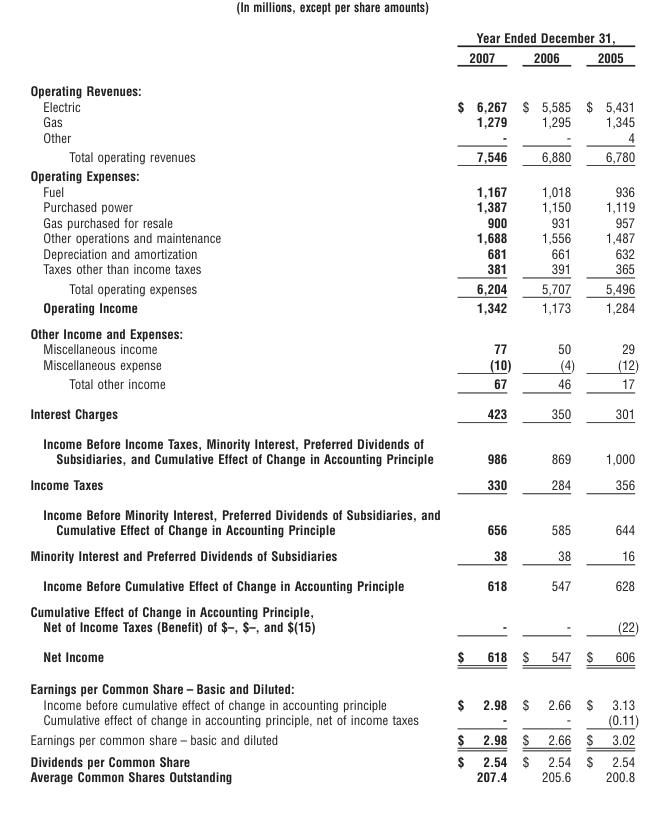 (In millions, except per share amounts)
Year Ended December 31,
2007 2006 2005
Operating Revenues:
Electric $ 6,267 $ 5,585 $ 5,431
Gas 1,279 1,295 1,345
Other - - 4
Total operating revenues 7,546 6,880 6,780
Operating Expenses:
Fuel 1,167 1,018 936
Purchased power 1,387 1,150 1,119
Gas purchased for resale 900 931 957
Other operations and maintenance 1,688 1,556 1,487
Depreciation and amortization 681 661 632
Taxes other than income taxes 381 391 365
Total operating expenses 6,204 5,707 5,496
Operating Income 1,342 1,173 1,284
Other Income and Expenses:
Miscellaneous income 77 50 29
Miscellaneous expense (10) (4) (12)
Total other income 67 46 17
Interest Charges 423 350 301
Income Before Income Taxes, Minority Interest, Preferred Dividends of
Subsidiaries, and Cumulative Effect of Change in Accounting Principle 986 869 1,000
Income Taxes 330 284 356
Income Before Minority Interest, Preferred Dividends of Subsidiaries, and
Cumulative Effect of Change in Accounting Principle 656 585 644
Minority Interest and Preferred Dividends of Subsidiaries 38 38 16
Income Before Cumulative Effect of Change in Accounting Principle 618 547 628
Cumulative Effect of Change in Accounting Principle,
Net of Income Taxes (Benefit) of $–, $–, and $(15) - - (22)
Net Income $ 618 $ 547 $ 606
Earnings per Common Share – Basic and Diluted:
Income before cumulative effect of change in accounting principle $ 2.98 $ 2.66 $ 3.13
Cumulative effect of change in accounting principle, net of income taxes - - (0.11)
Earnings per common share – basic and diluted $ 2.98 $ 2.66 $ 3.02
Dividends per Common Share $ 2.54 $ 2.54 $ 2.54
Average Common Shares Outstanding 207.4 205.6 200.8